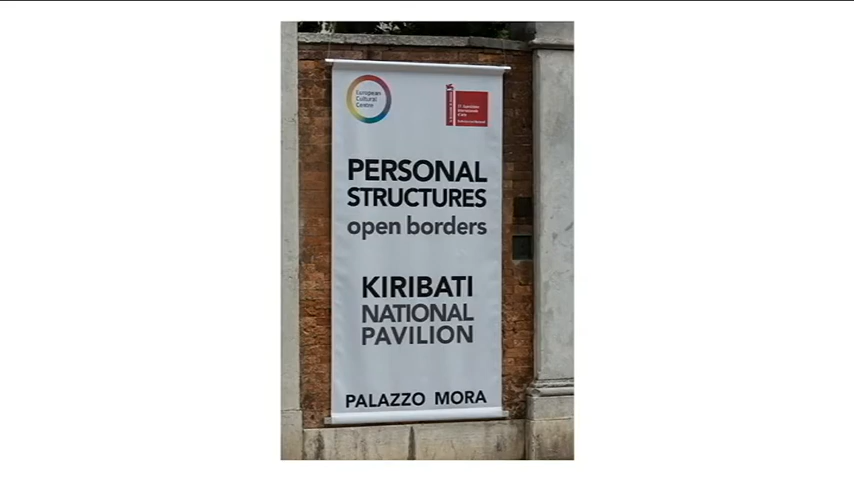 European
Cultural
Centre
PERSONAL
STRUCTURES
open borders
KIRIBATI
NATIONAL
PAVILION
PALAZZO MORA